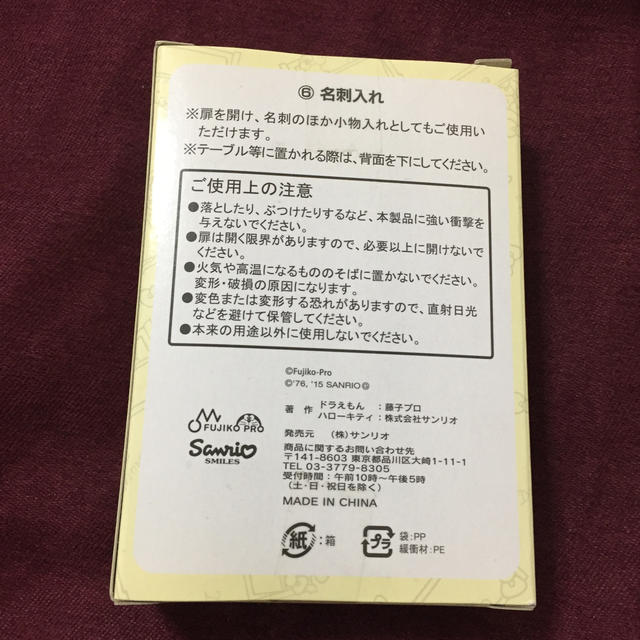 ⑥ 名刺入れ
※扉を開け、名刺のほか小物入れとしてもご使用い
ただけます。
※テーブル等に置かれる際は、背面を下にしてください。
ご使用上の注意
●落としたり、ぶつけたりするなど、本製品に強い衝撃を
与えないでください。
●扉は開く限界がありますので、必要以上に開けないで
ください。
●火気や高温になるもののそばに置かないでください。
変形・破損の原因になります。
●変色または変形する恐れがありますので、直射日光
などを避けて保管してください。
●本来の用途以外に使用しないでください。
©Fujiko-Pro
©'76, '15 SANRIO Ⓖ
著作 ドラえもん：藤子プロ
ハローキティ：株式会社サンリオ
FUJIKO PRO
Sanrio
SMILES
発売元 （株）サンリオ
商品に関するお問い合わせ先
〒141-8603 東京都品川区大崎1-11-1
TEL 03-3779-8305
受付時間：午前10時～午後5時
（土・日・祝日を除く）
MADE IN CHINA
紙：箱
プラ 袋：PP
緩衝材：PE